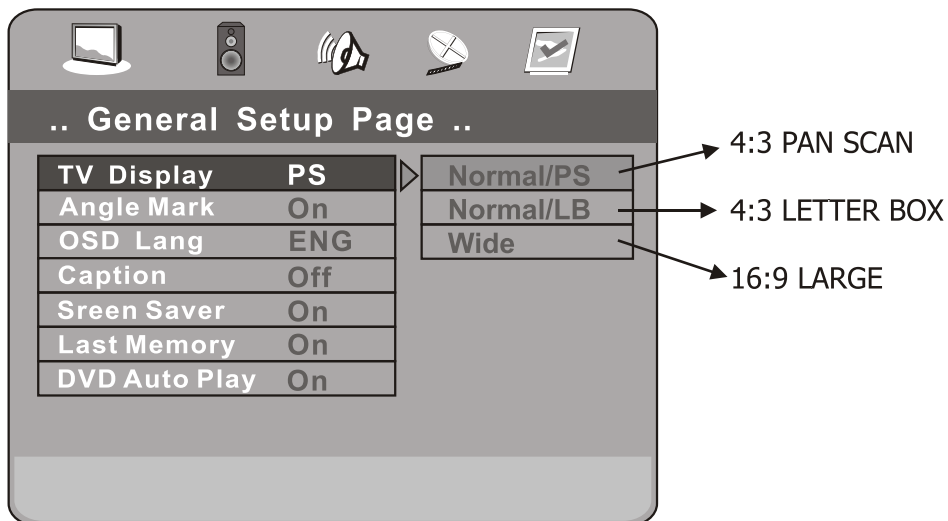 .. General Setup Page ..
TV Display PS
Normal/PS
4:3 PAN SCAN
Angle Mark On
Normal/LB
4:3 LETTER BOX
OSD Lang ENG
Wide
16:9 LARGE
Caption Off
Sreen Saver On
Last Memory On
DVD Auto Play On